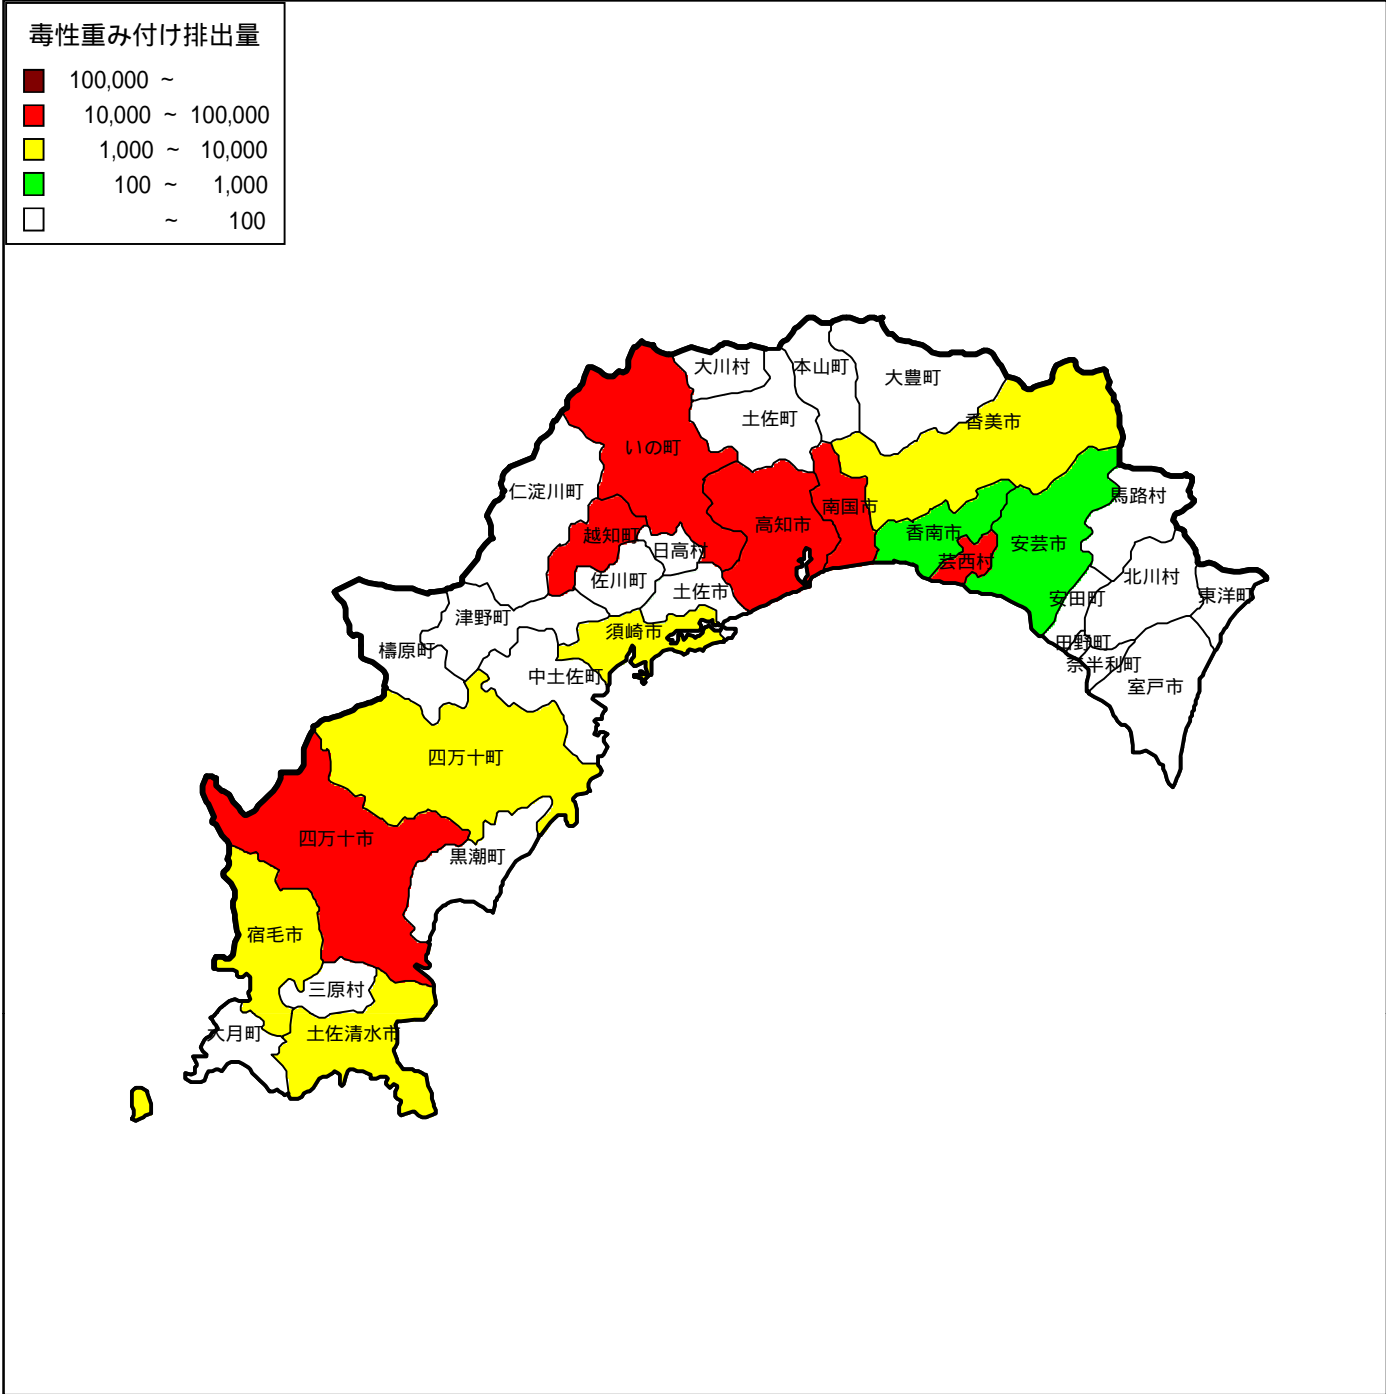 毒性重み付け排出量
100,000 ~
10,000 ~ 100,000
1,000 ~ 10,000
100 ~ 1,000
~ 100
大川村
本山町
大豊町
土佐町
香美市
いの町
仁淀川町
馬路村
南国市
高知市
越知町
香南市
安芸市
日高村
芸西村
佐川町
北川村
土佐市
安田町
東洋町
津野町
須崎市
田野町
檮原町
奈半利町
中土佐町
室戸市
四万十町
四万十市
黒潮町
宿毛市
三原村
大月町
土佐清水市